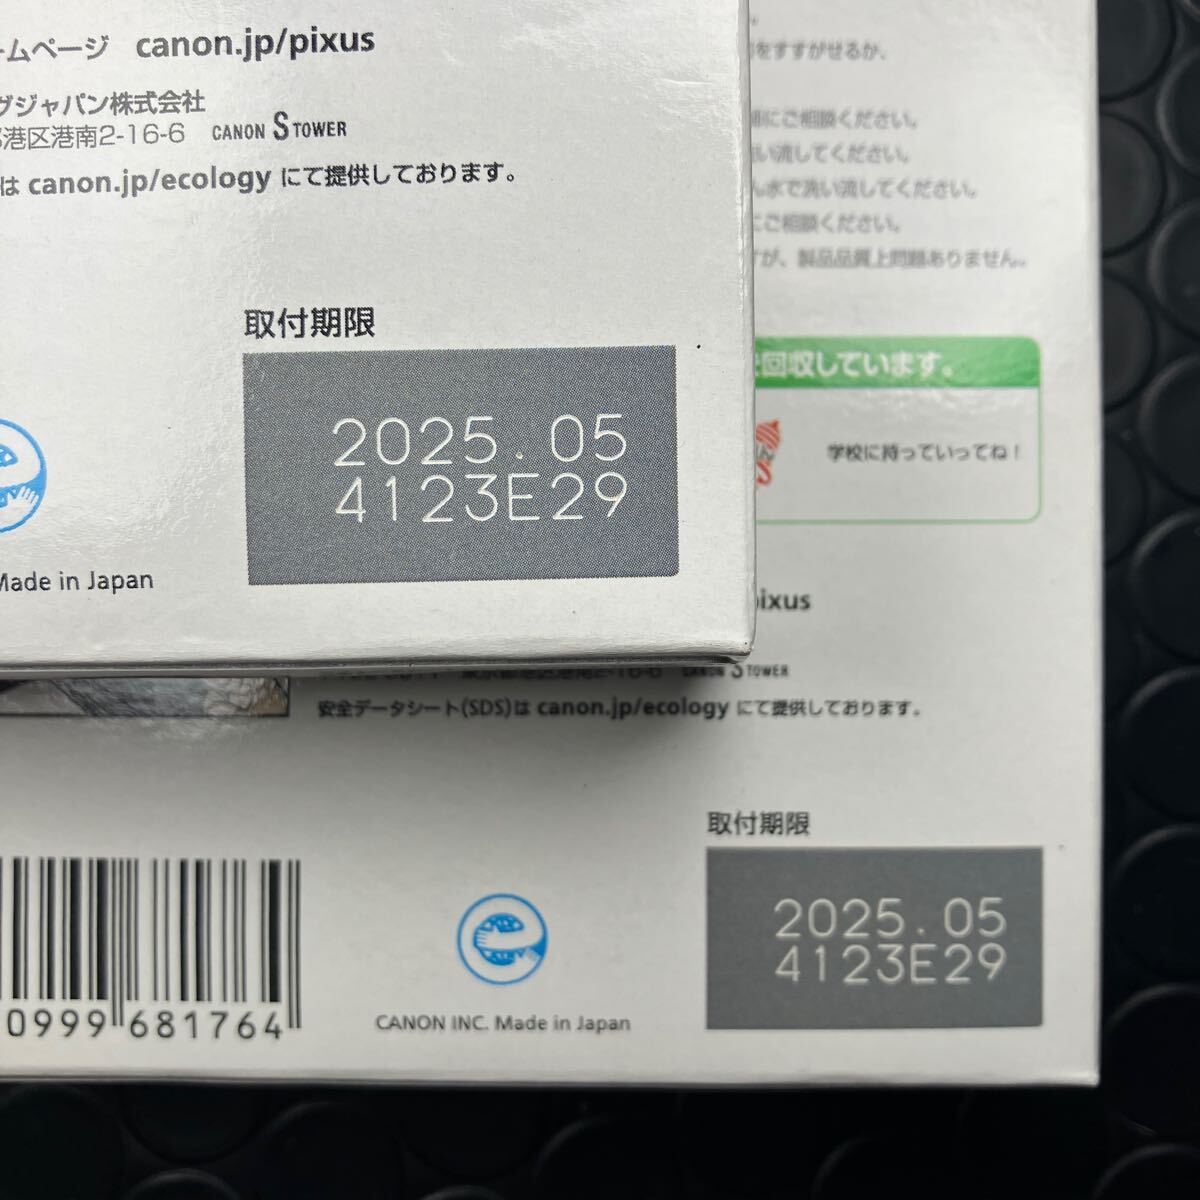 ームページ canon.jp/pixus
グジャパン株式会社
港区港南2-16-6 CANON S TOWER
は canon.jp/ecology にて提供しております。
取付期限
2025.05
4123E29
Made in Japan
をすすがせるか、
にご相談ください。
い流してください。
ん水で洗い流してください。
にご相談ください。
すが、製品品質上問題ありません。
を回収しています。
学校に持っていってね！
pixus
CANON S TOWER
安全データシート(SDS)は canon.jp/ecology にて提供しております。
取付期限
2025.05
4123E29
0999 681764
CANON INC. Made in Japan